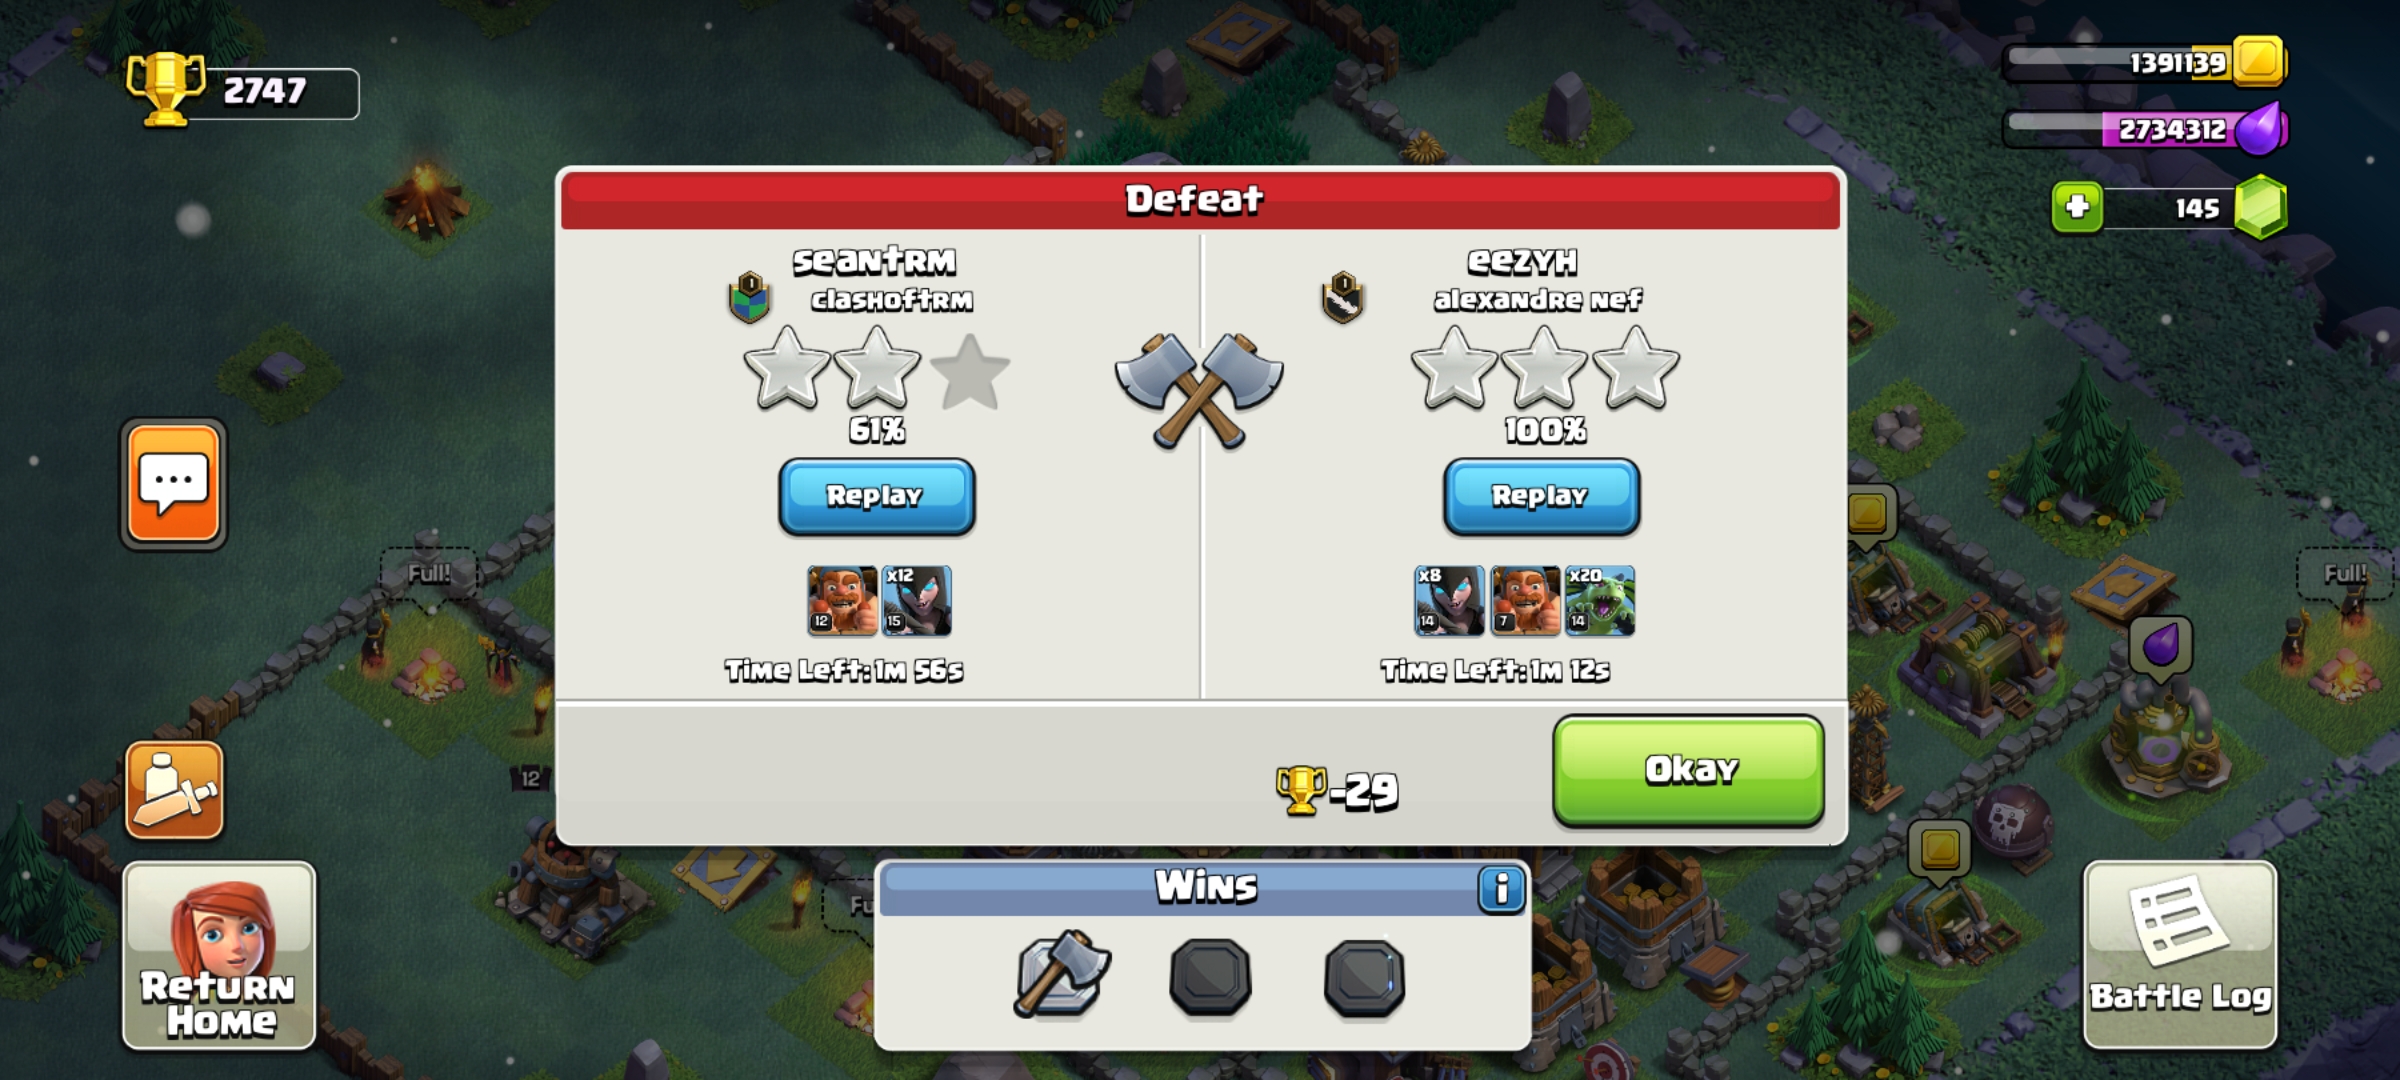 2747
1391139
2734312
145
Defeat
seantrm
clashoftrm
61%
Replay
x12
12
15
Time Left: 1m 56s
eezyh
alexandre nef
100%
Replay
x8
x20
14
7
14
Time Left: 1m 12s
-29
Okay
Full!
Full!
12
Fu
Wins
i
Return
Home
Battle Log